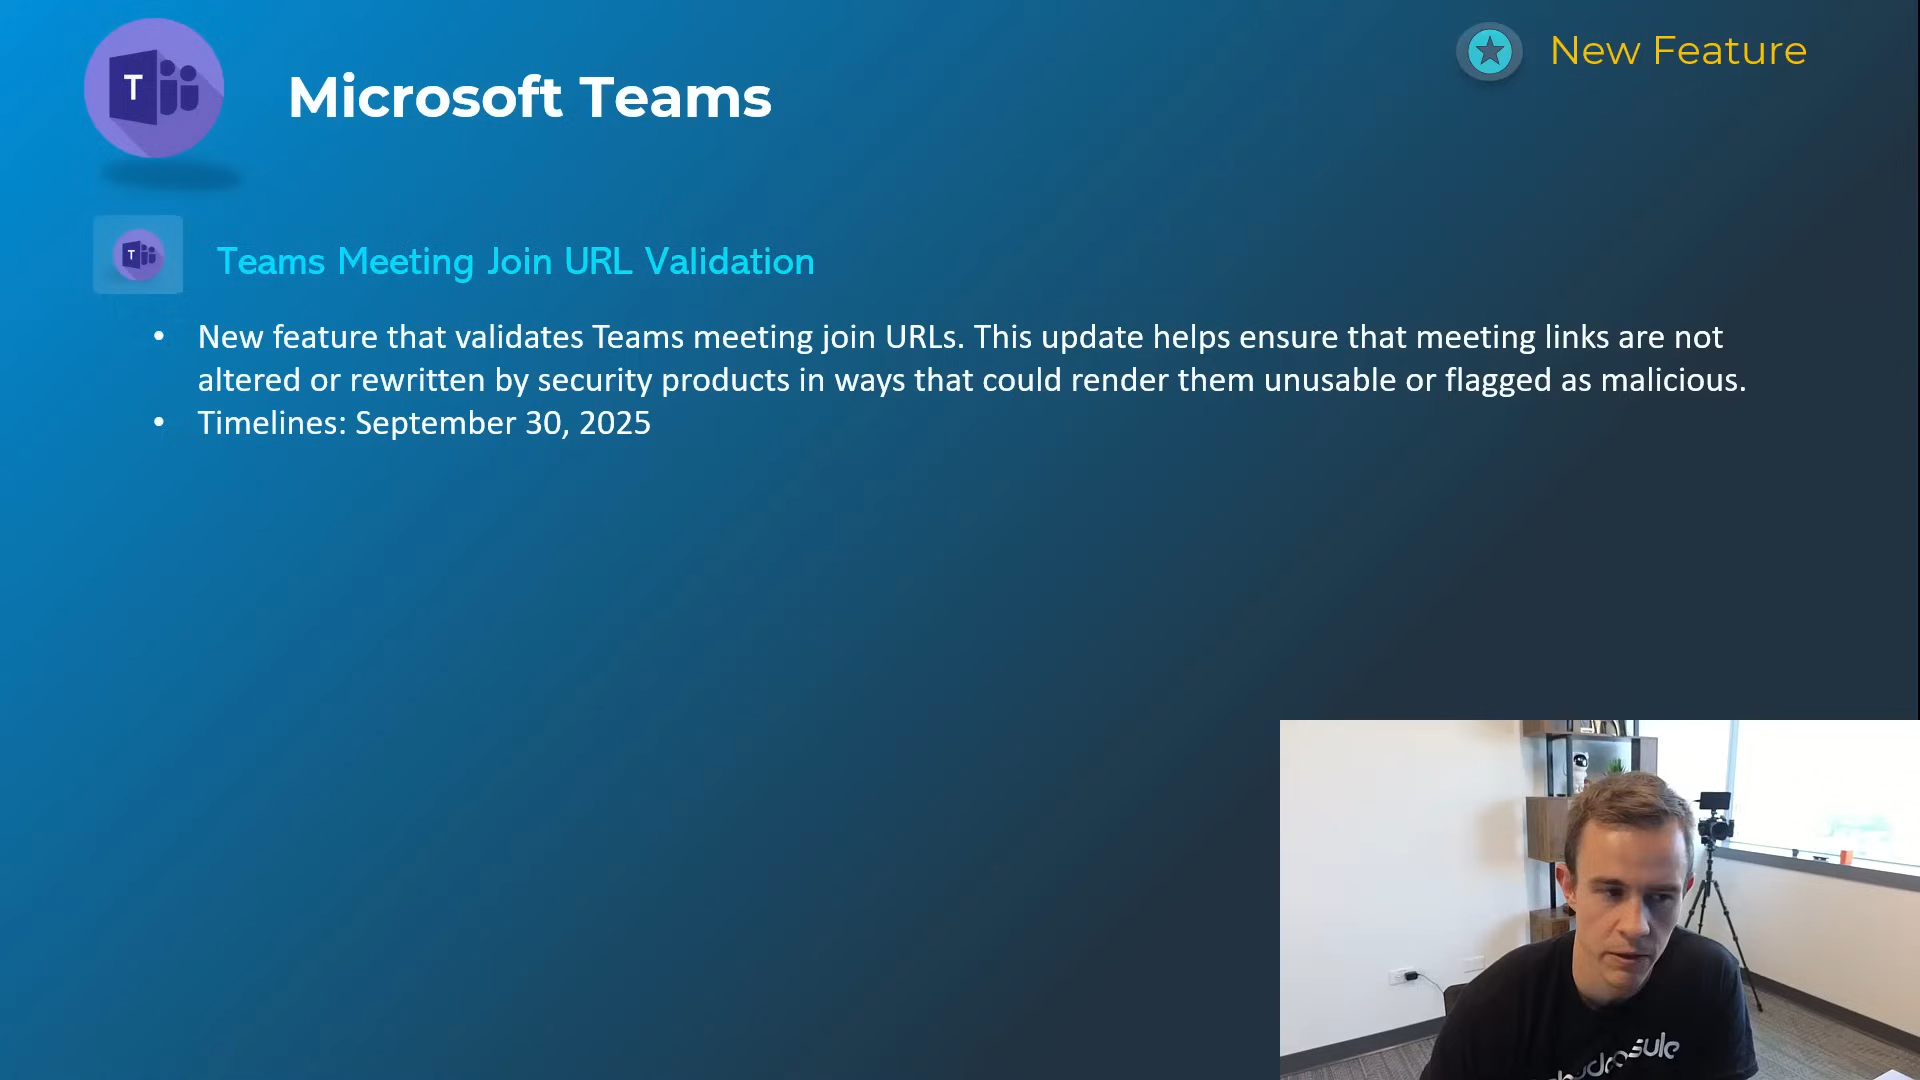 T
Microsoft Teams
New Feature
T
Teams Meeting Join URL Validation
• New feature that validates Teams meeting join URLs. This update helps ensure that meeting links are not
altered or rewritten by security products in ways that could render them unusable or flagged as malicious.
• Timelines: September 30, 2025